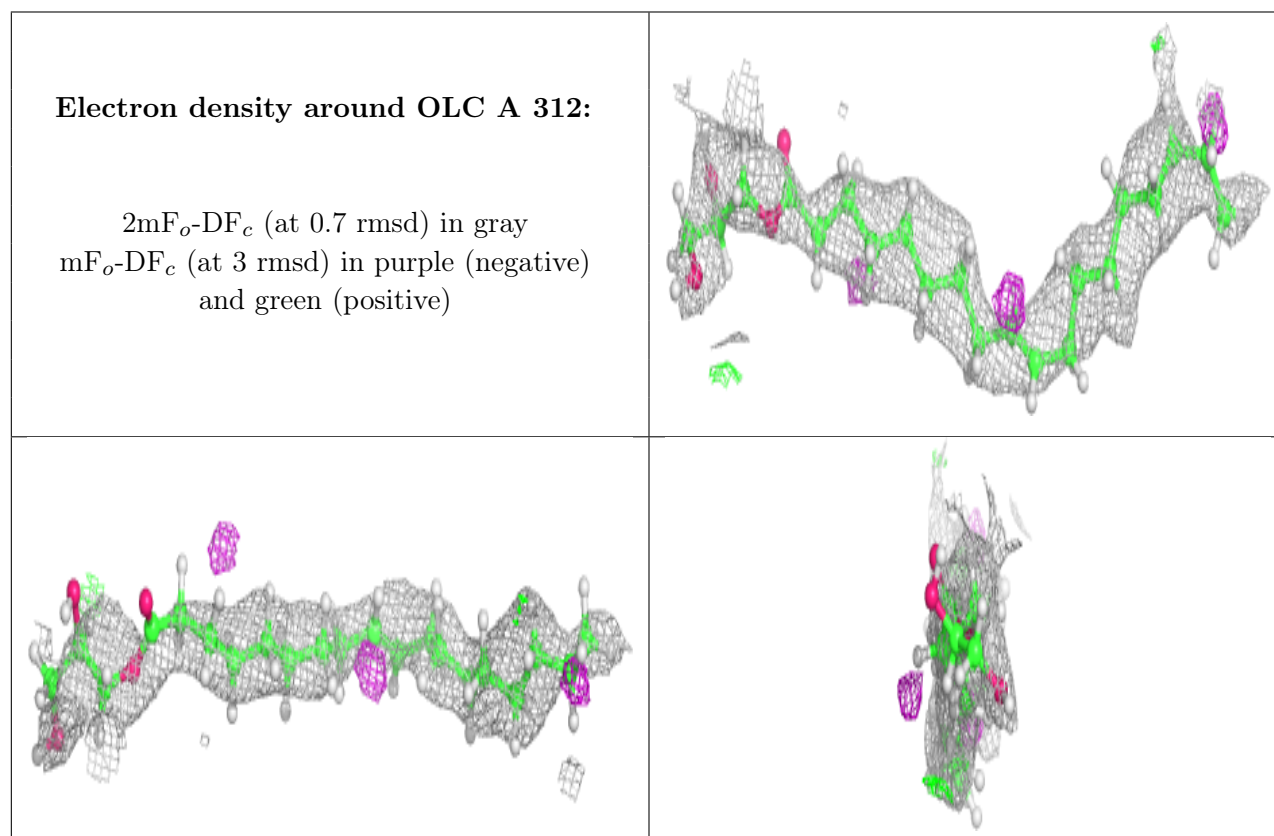 Electron density around OLC A 312:
2mFo-DFc (at 0.7 rmsd) in gray
mFo-DFc (at 3 rmsd) in purple (negative)
and green (positive)